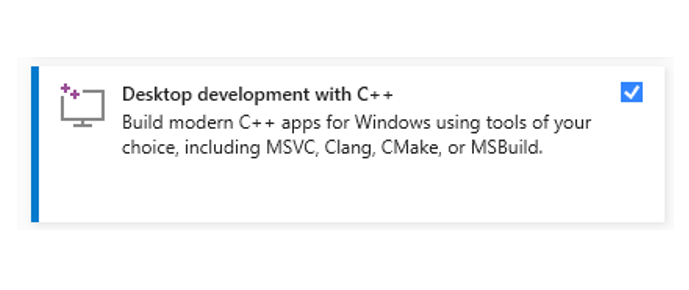 Desktop development with C++
Build modern C++ apps for Windows using tools of your
choice, including MSVC, Clang, CMake, or MSBuild.